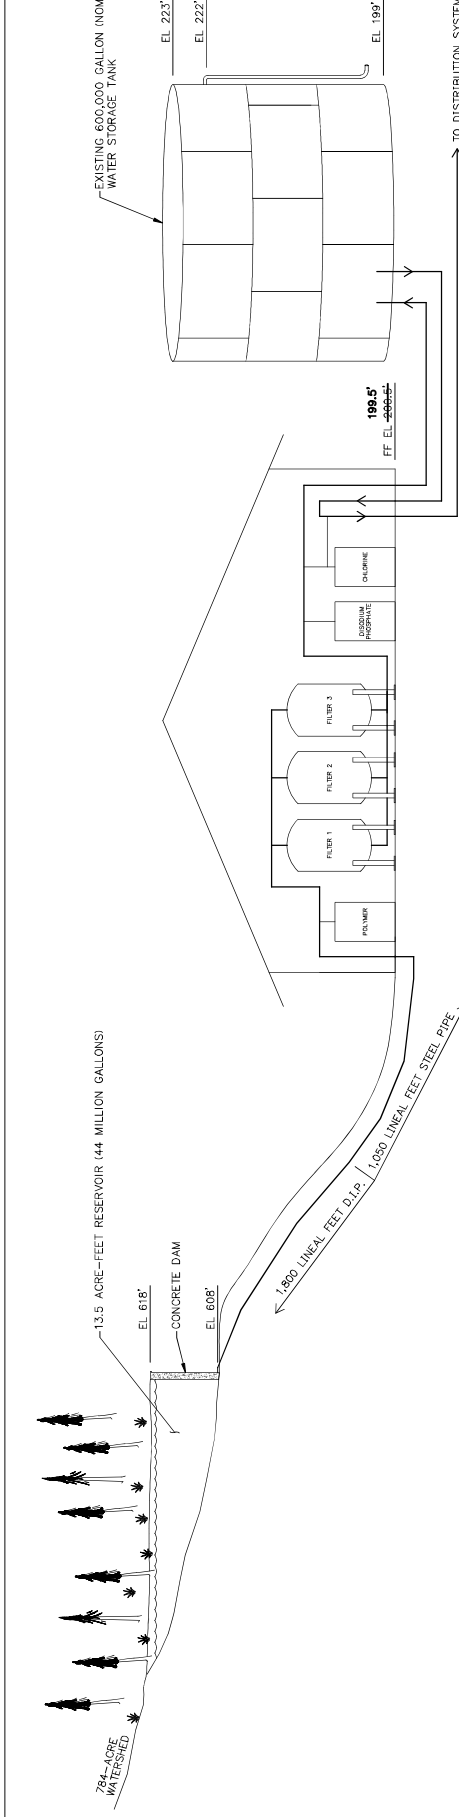 784-ACRE
WATERSHED
13.5 ACRE-FEET RESERVOIR (44 MILLION GALLONS)
EL 618'
CONCRETE DAM
EL 608'
1,800 LINEAL FEET D.I.P.
1,050 LINEAL FEET STEEL PIPE
POLYMER
FILTER 1
FILTER 2
FILTER 3
DISODIUM
PHOSPHATE
CHLORINE
199.5'
FF EL 200.5'
EXISTING 600,000 GALLON (NOM
WATER STORAGE TANK
EL 223'
EL 222'
EL 199'
TO DISTRIBUTION SYSTEM